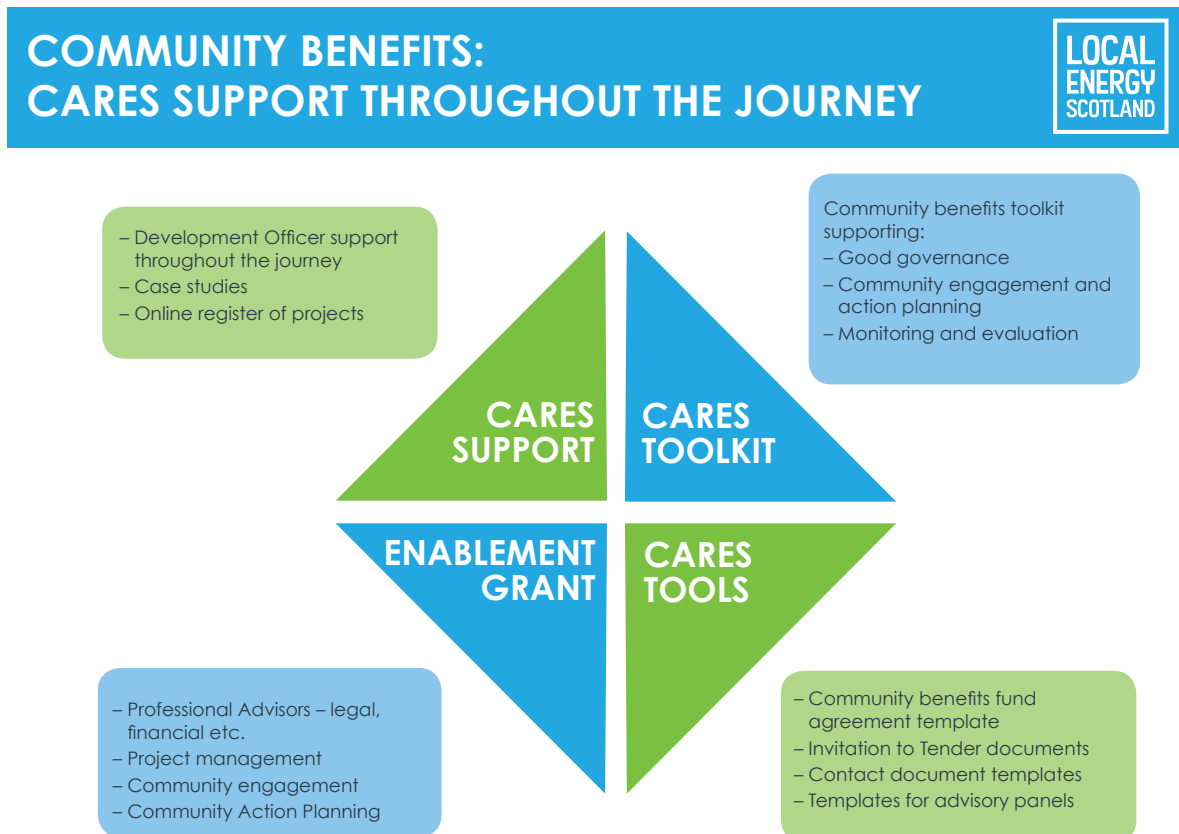 COMMUNITY BENEFITS:
CARES SUPPORT THROUGHOUT THE JOURNEY
LOCAL
ENERGY
SCOTLAND
– Development Officer support
throughout the journey
– Case studies
– Online register of projects
Community benefits toolkit
supporting:
– Good governance
– Community engagement and
action planning
– Monitoring and evaluation
CARES
SUPPORT
CARES
TOOLKIT
ENABLEMENT
GRANT
CARES
TOOLS
– Professional Advisors – legal,
financial etc.
– Project management
– Community engagement
– Community Action Planning
– Community benefits fund
agreement template
– Invitation to Tender documents
– Contact document templates
– Templates for advisory panels